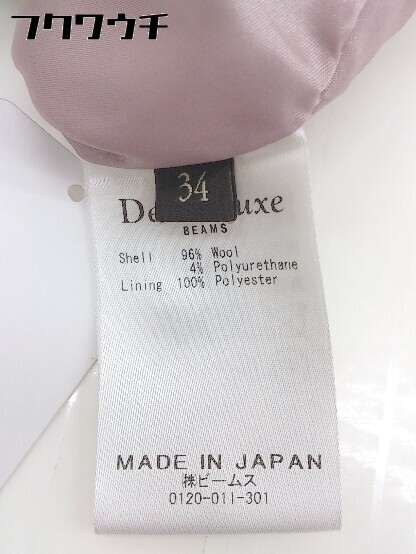 フクウウチ
34
BEAMS
Shell 96% Wool
4% Polyurethane
Lining 100% Polyester
MADE IN JAPAN
㈱ビームス
0120-011-301